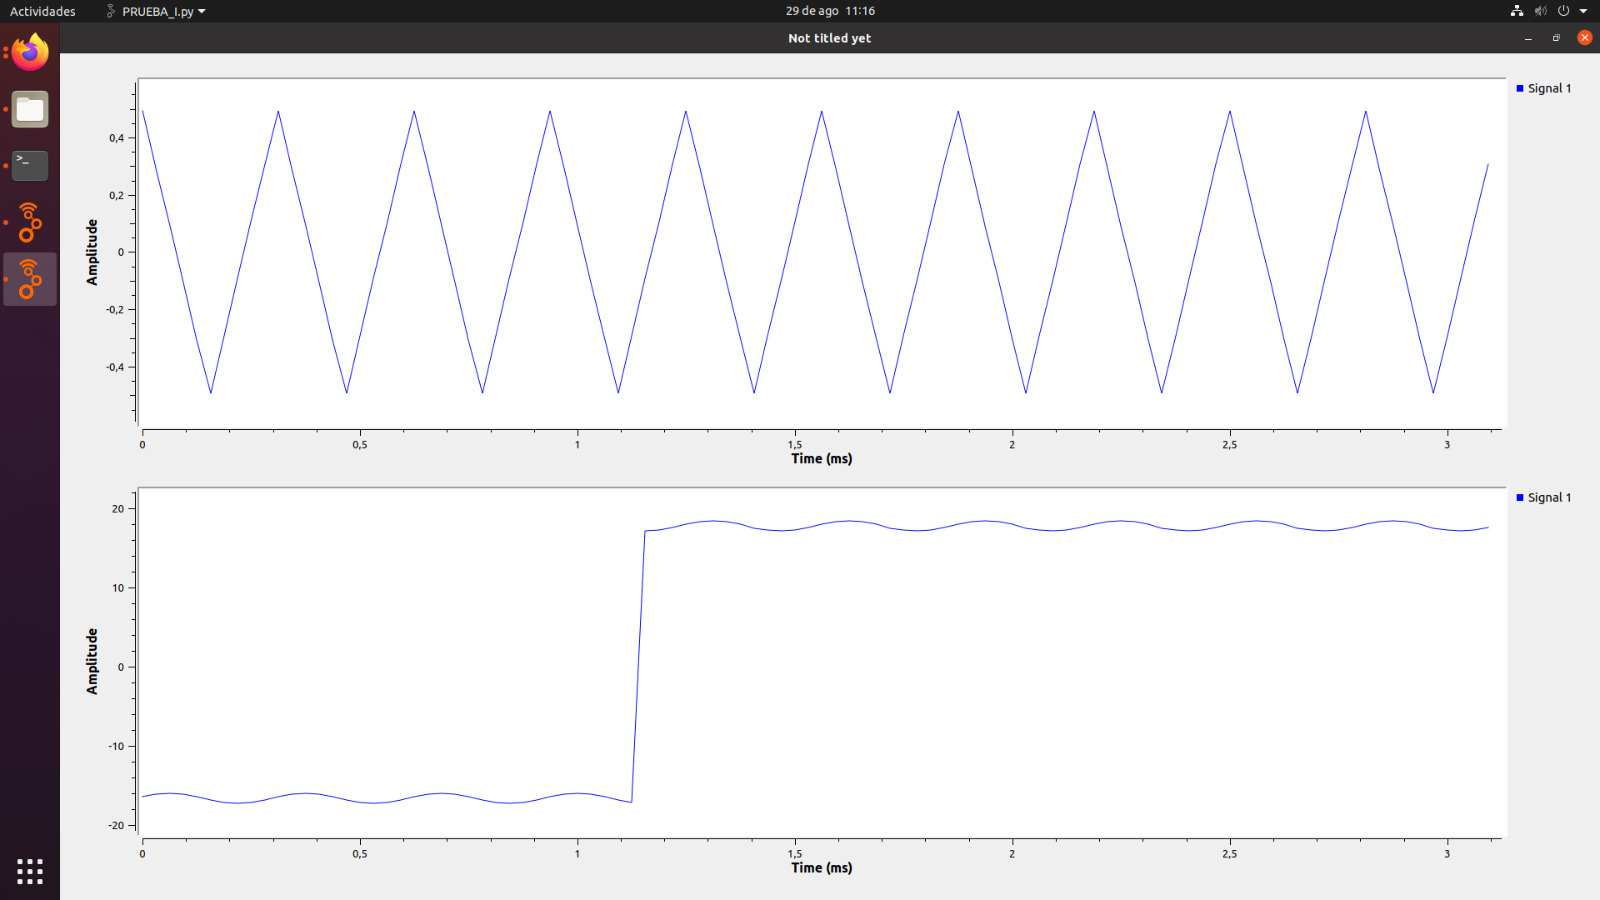 Actividades
PRUEBA_I.py
29 de ago 11:16
Not titled yet
>_
Signal 1
Amplitude
0,4
0,2
0
-0,2
-0,4
0 0,5 1 1,5 2 2,5 3
Time (ms)
Signal 1
Amplitude
20
10
0
-10
-20
0 0,5 1 1,5 2 2,5 3
Time (ms)